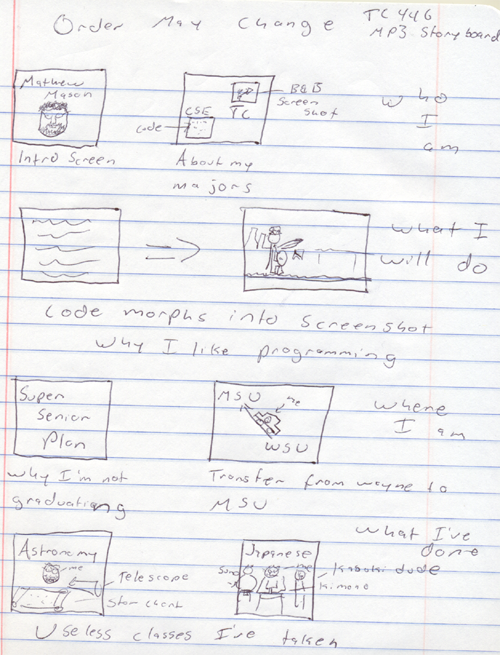 Order May Change
TC 446
MP3 Storyboard
Mathew
Mason
Intro Screen
CSE
code
TC
Screen
Shot
About my
majors
who
I
am
what I
will do
Code morphs into screenshot
Why I like programming
Super
Senior
Plan
why I'm not
graduationg
MSU
me
WSU
Transfer from wayne to
MSU
where
I am
what I've
done
Astronomy
me
Telescope
Star chart
Japanese
me
Kabuki dude
Kimono
Useless classes I've taken